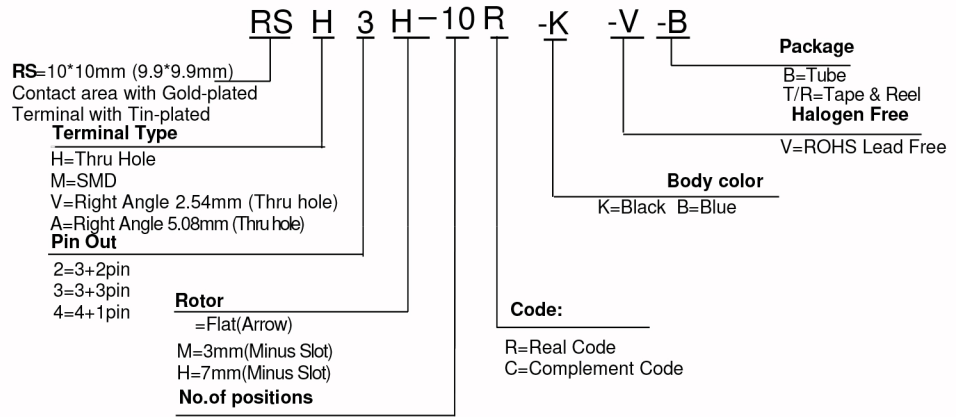 RS H 3 H-10 R -K -V -B
RS=10*10mm (9.9*9.9mm)
Contact area with Gold-plated
Terminal with Tin-plated
Terminal Type
H=Thru Hole
M=SMD
V=Right Angle 2.54mm (Thru hole)
A=Right Angle 5.08mm (Thru hole)
Pin Out
2=3+2pin
3=3+3pin
4=4+1pin
Rotor
=Flat(Arrow)
M=3mm(Minus Slot)
H=7mm(Minus Slot)
No.of positions
Code:
R=Real Code
C=Complement Code
Body color
K=Black B=Blue
Package
B=Tube
T/R=Tape & Reel
Halogen Free
V=ROHS Lead Free